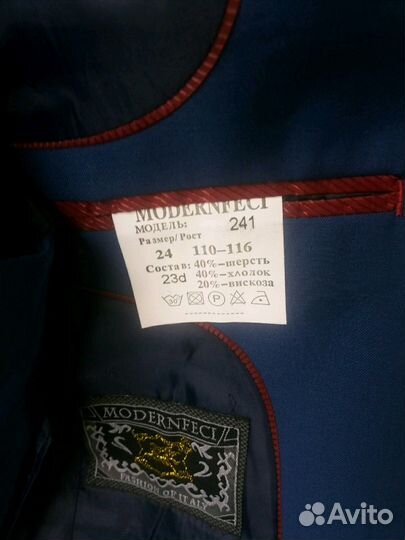 MODERNFECI
МОДЕЛЬ: 241
Размер/Рост
24 110-116
Состав: 40%-шерсть
23d 40%-хлопок
20%-вискоза
30 P
MODERNFECI
FASHION OF ITALY
Avito